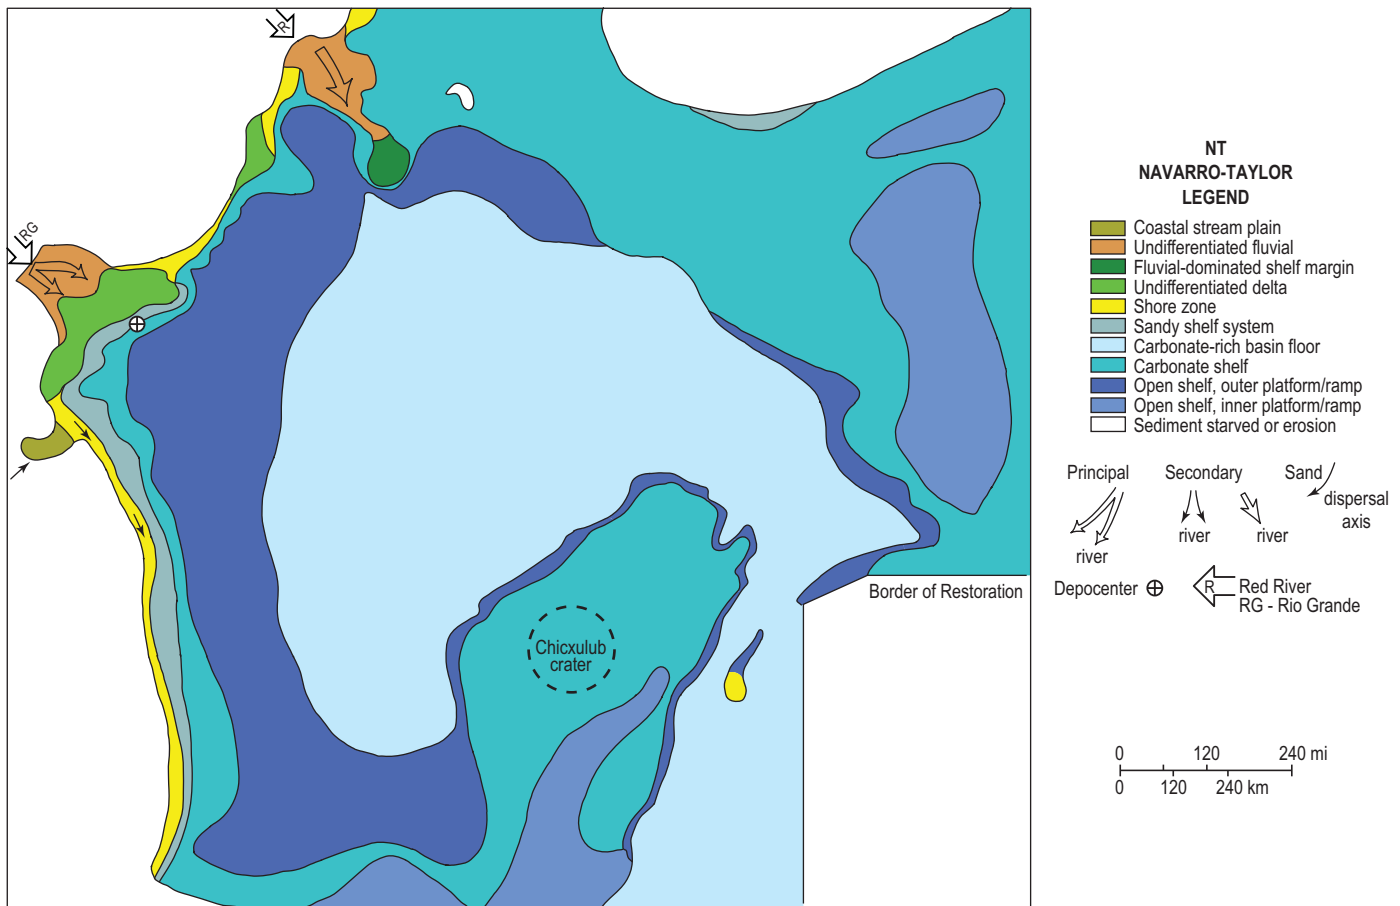 R
RG
Chicxulub
crater
Border of Restoration
NT
NAVARRO-TAYLOR
LEGEND
Coastal stream plain
Undifferentiated fluvial
Fluvial-dominated shelf margin
Undifferentiated delta
Shore zone
Sandy shelf system
Carbonate-rich basin floor
Carbonate shelf
Open shelf, outer platform/ramp
Open shelf, inner platform/ramp
Sediment starved or erosion
Principal
river
Secondary
river
river
Sand
dispersal
axis
Depocenter
R
Red River
RG - Rio Grande
0 120 240 mi
0 120 240 km